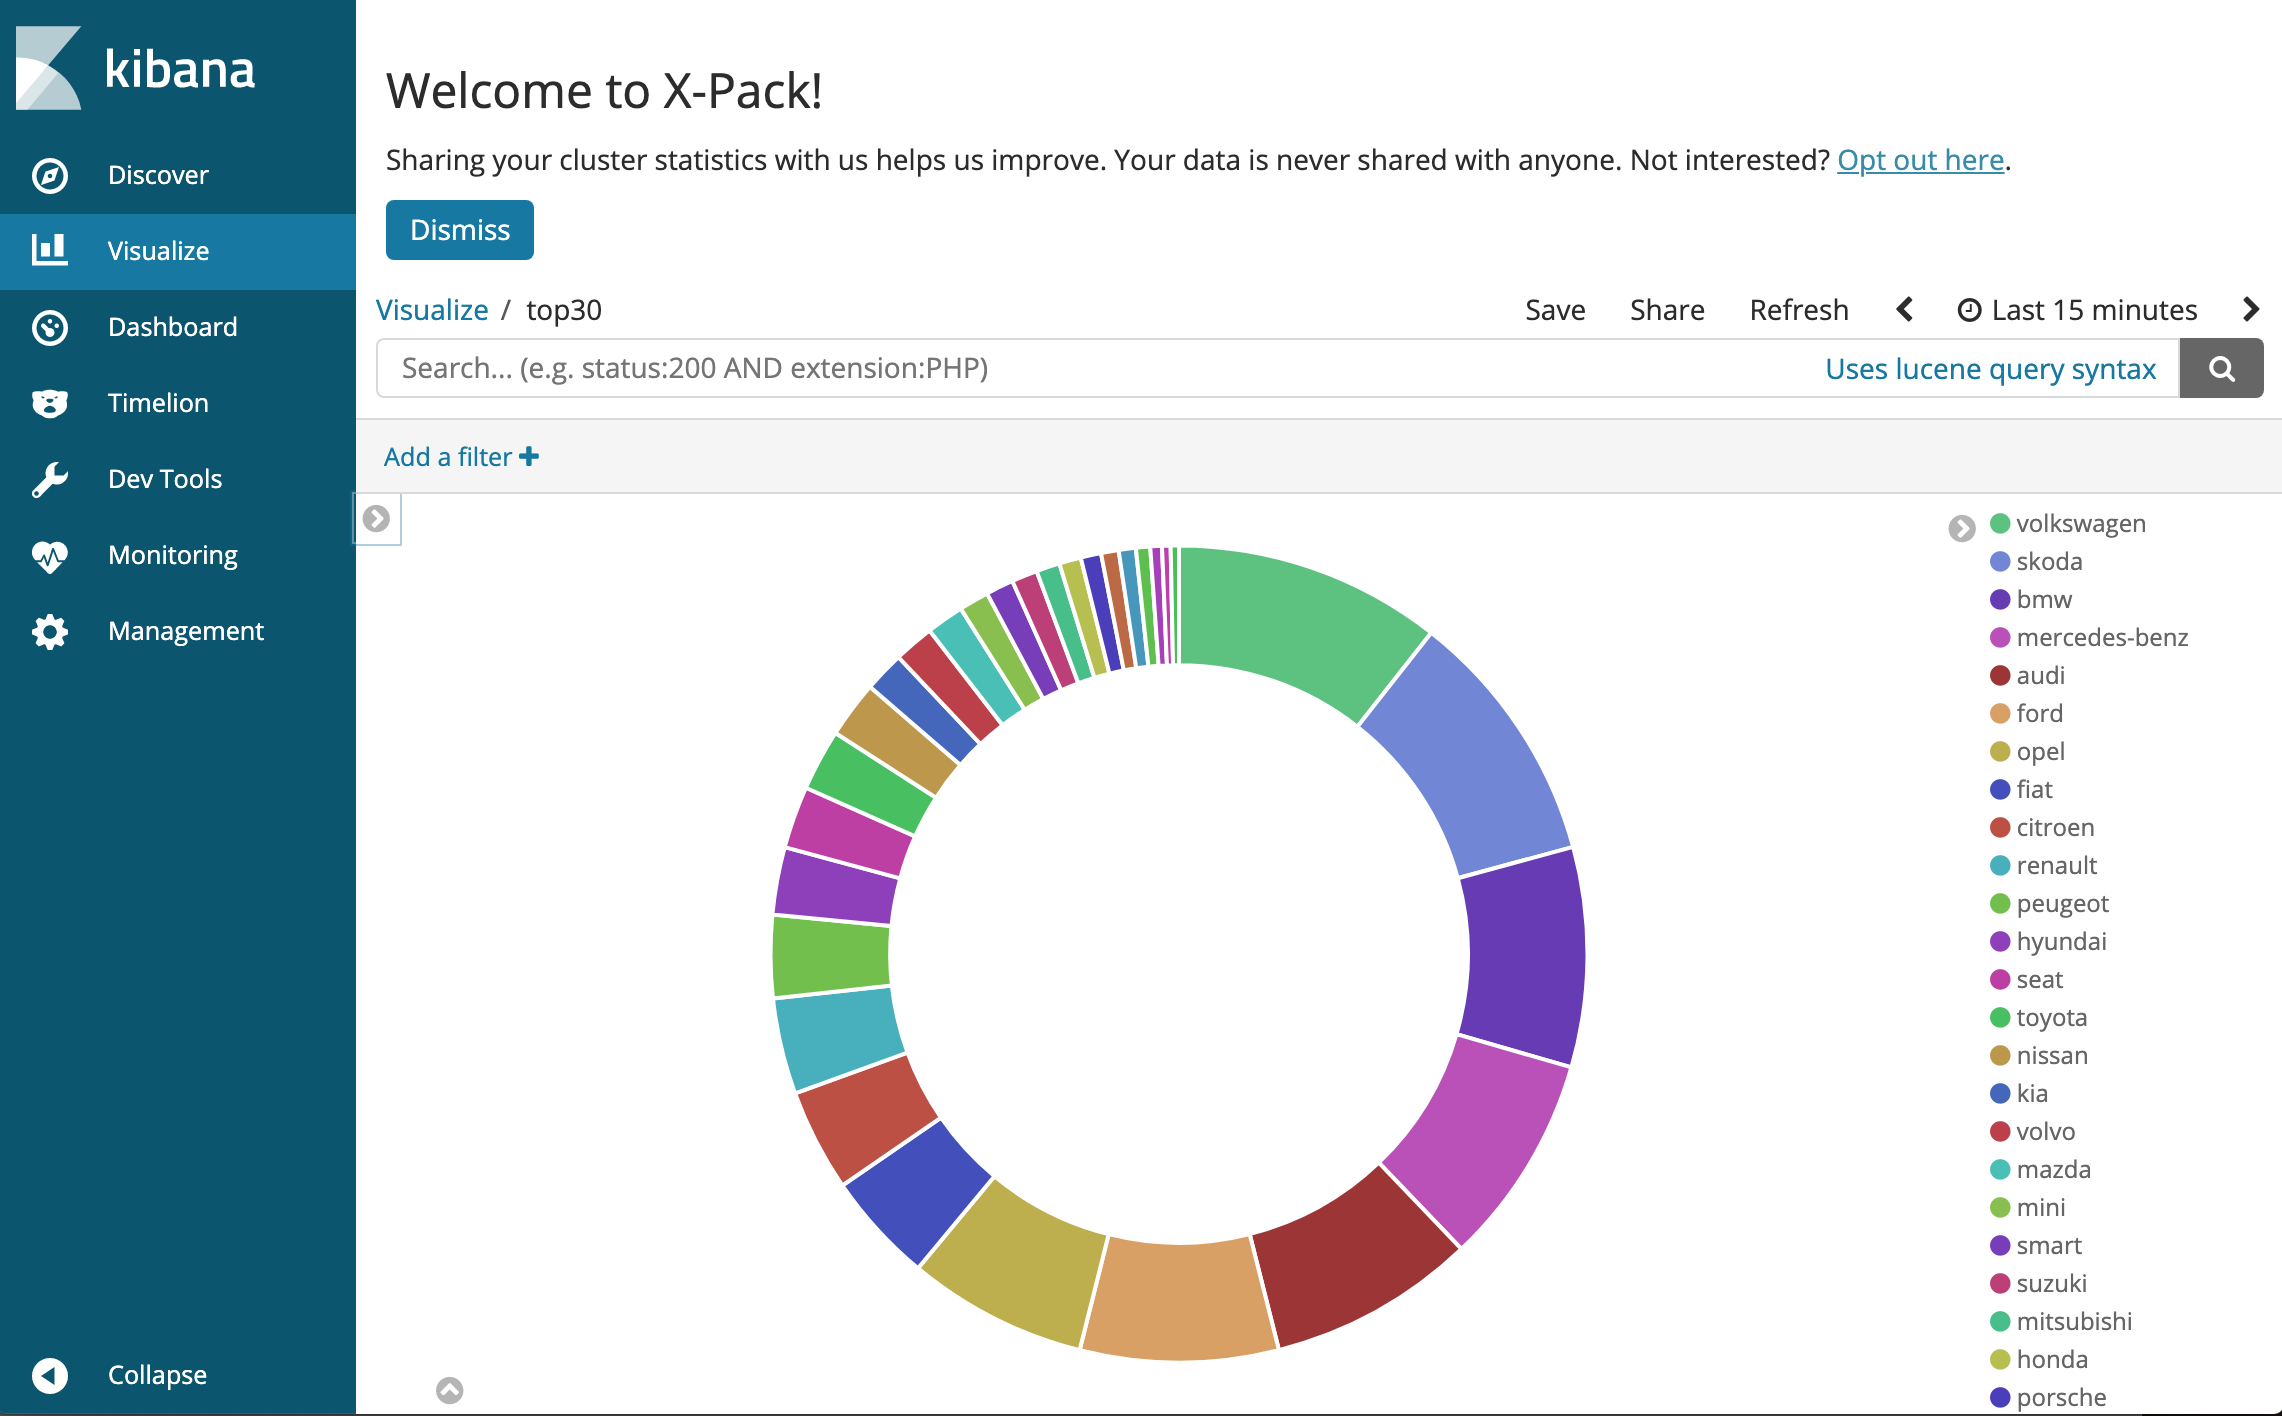 kibana
Discover
Visualize
Dashboard
Timelion
Dev Tools
Monitoring
Management
Collapse
Welcome to X-Pack!
Sharing your cluster statistics with us helps us improve. Your data is never shared with anyone. Not interested? Opt out here.
Dismiss
Visualize / top30
Save Share Refresh Last 15 minutes
Search... (e.g. status:200 AND extension:PHP) Uses lucene query syntax
Add a filter +
volkswagen
skoda
bmw
mercedes-benz
audi
ford
opel
fiat
citroen
renault
peugeot
hyundai
seat
toyota
nissan
kia
volvo
mazda
mini
smart
suzuki
mitsubishi
honda
porsche